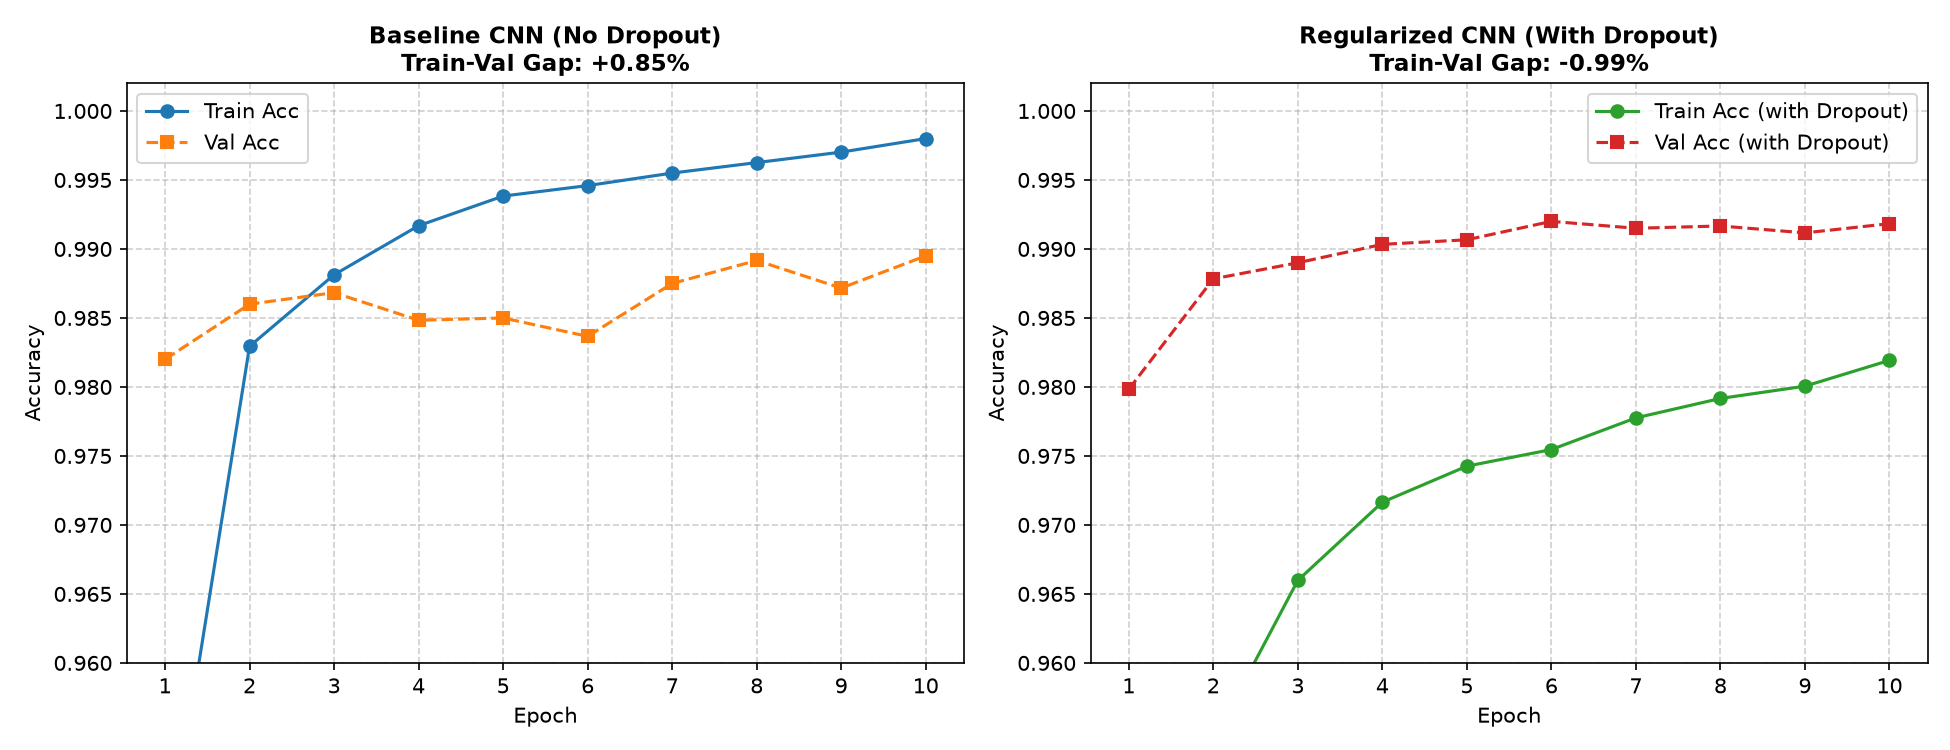 Baseline CNN (No Dropout)
Train-Val Gap: +0.85%
Train Acc
Val Acc
1.000
0.995
0.990
0.985
0.980
0.975
0.970
0.965
0.960
Accuracy
1 2 3 4 5 6 7 8 9 10
Epoch
Regularized CNN (With Dropout)
Train-Val Gap: -0.99%
Train Acc (with Dropout)
Val Acc (with Dropout)
1.000
0.995
0.990
0.985
0.980
0.975
0.970
0.965
0.960
Accuracy
1 2 3 4 5 6 7 8 9 10
Epoch